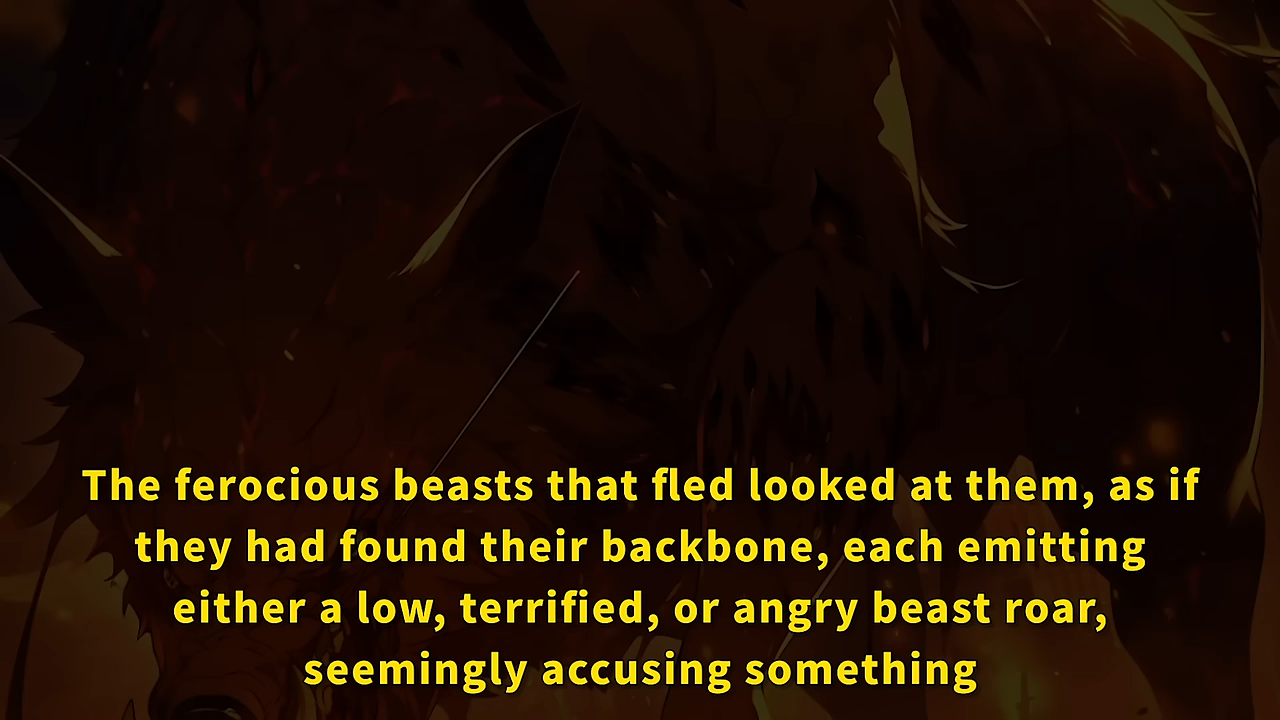 The ferocious beasts that fled looked at them, as if
they had found their backbone, each emitting
either a low, terrified, or angry beast roar,
seemingly accusing something